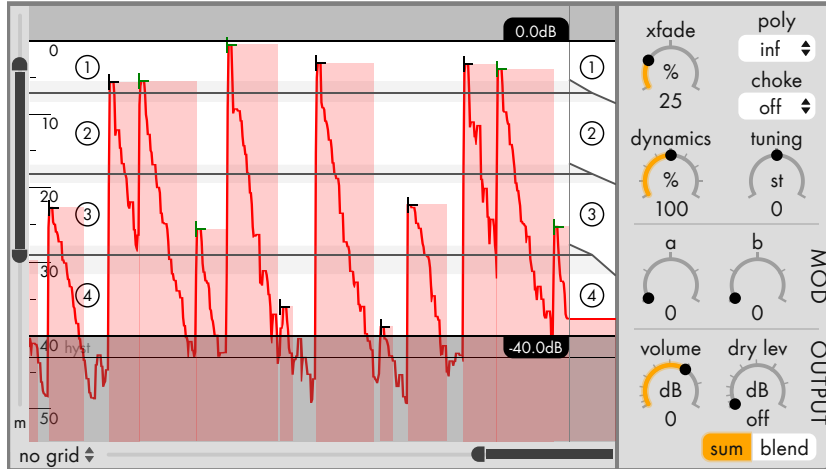 0.0dB
0
10
20
30
40
50
1
2
3
4
1
2
3
4
hyst
-40.0dB
m
no grid
xfade
%
25
poly
inf
choke
off
dynamics
%
100
tuning
st
0
a
0
b
0
MOD
volume
dB
0
dry lev
dB
off
OUTPUT
sum blend